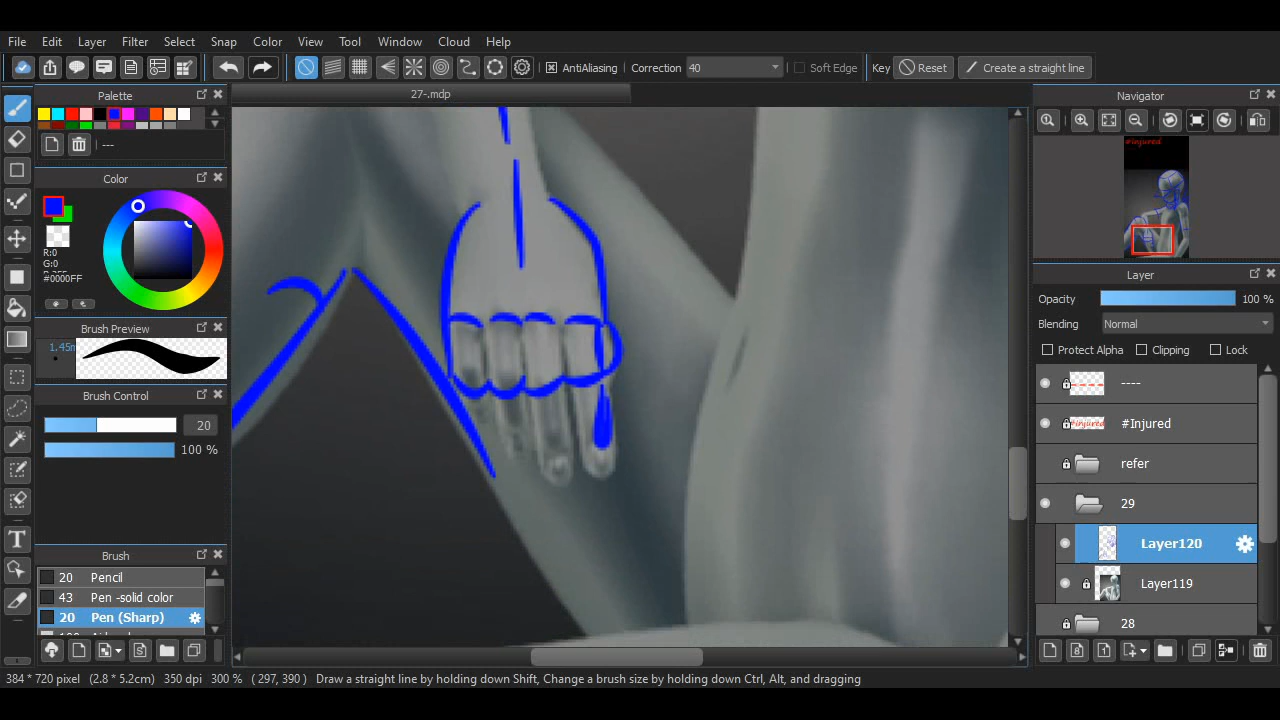 File Edit Layer Filter Select Snap Color View Tool Window Cloud Help
AntiAliasing Correction 40 Soft Edge Key Reset Create a straight line
Palette
27-.mdp
Navigator
---
#injured
Color
R:0
G:0
#0000FF
Layer
Opacity 100 %
Blending Normal
Brush Preview
Protect Alpha Clipping Lock
----
Brush Control
20
#Injured #Injured
100 %
refer
29
Layer120
Brush
20 Pencil
Layer119
43 Pen -solid color
20 Pen (Sharp)
28
384 * 720 pixel (2.8 * 5.2cm) 350 dpi 300 % ( 297, 390 ) Draw a straight line by holding down Shift, Change a brush size by holding down Ctrl, Alt, and dragging